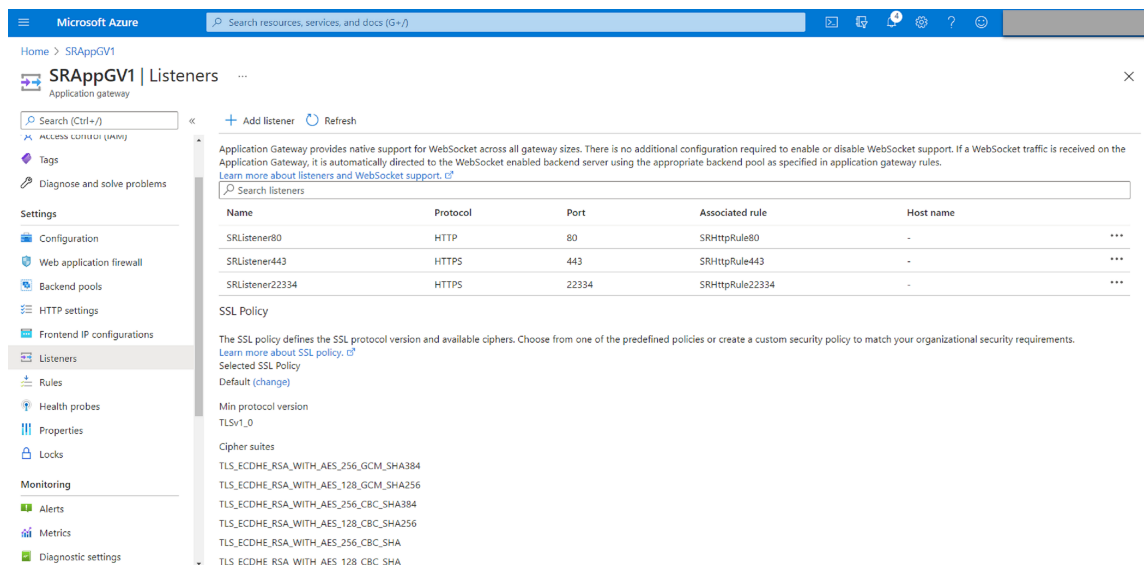 Microsoft Azure
Search resources, services, and docs (G+/)
4
Home > SRAppGV1
SRAppGV1 | Listeners ...
Application gateway
Search (Ctrl+/)
«
Add listener
Refresh
Access control (IAM)
Tags
Diagnose and solve problems
Settings
Configuration
Web application firewall
Backend pools
HTTP settings
Frontend IP configurations
Listeners
Rules
Health probes
Properties
Locks
Monitoring
Alerts
Metrics
Diagnostic settings
Application Gateway provides native support for WebSocket across all gateway sizes. There is no additional configuration required to enable or disable WebSocket support. If a WebSocket traffic is received on the
Application Gateway, it is automatically directed to the WebSocket enabled backend server using the appropriate backend pool as specified in application gateway rules.
Learn more about listeners and WebSocket support.
Search listeners
Name Protocol Port Associated rule Host name
SRListener80 HTTP 80 SRHttpRule80 - ...
SRListener443 HTTPS 443 SRHttpRule443 - ...
SRListener22334 HTTPS 22334 SRHttpRule22334 - ...
SSL Policy
The SSL policy defines the SSL protocol version and available ciphers. Choose from one of the predefined policies or create a custom security policy to match your organizational security requirements.
Learn more about SSL policy.
Selected SSL Policy
Default (change)
Min protocol version
TLSv1_0
Cipher suites
TLS_ECDHE_RSA_WITH_AES_256_GCM_SHA384
TLS_ECDHE_RSA_WITH_AES_128_GCM_SHA256
TLS_ECDHE_RSA_WITH_AES_256_CBC_SHA384
TLS_ECDHE_RSA_WITH_AES_128_CBC_SHA256
TLS_ECDHE_RSA_WITH_AES_256_CBC_SHA
TLS_ECDHE_RSA_WITH_AES_128_CBC_SHA